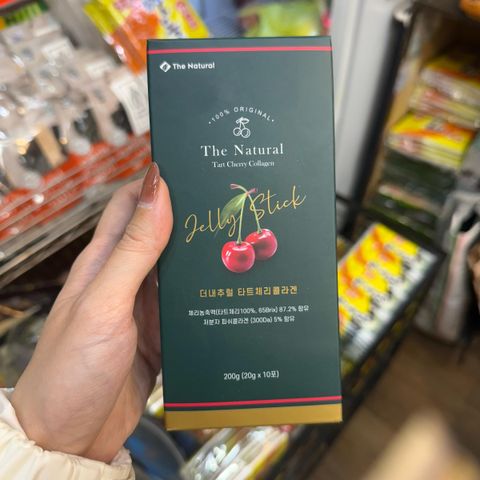 The Natural
•100% ORIGINAL•
The Natural
Tart Cherry Collagen
Jelly Stick
더내추럴 타트체리콜라겐
체리농축액(타트체리100%, 65Brix) 87.2% 함유
저분자 피쉬콜라겐 (300Da) 5% 함유
200g (20g x 10포)
The Natural